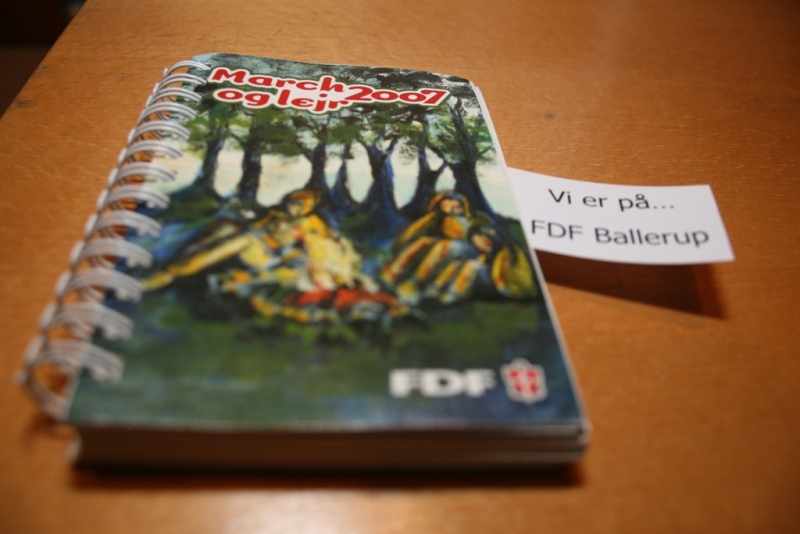 March 2007
og lejr
FDF
Vi er på...
FDF Ballerup